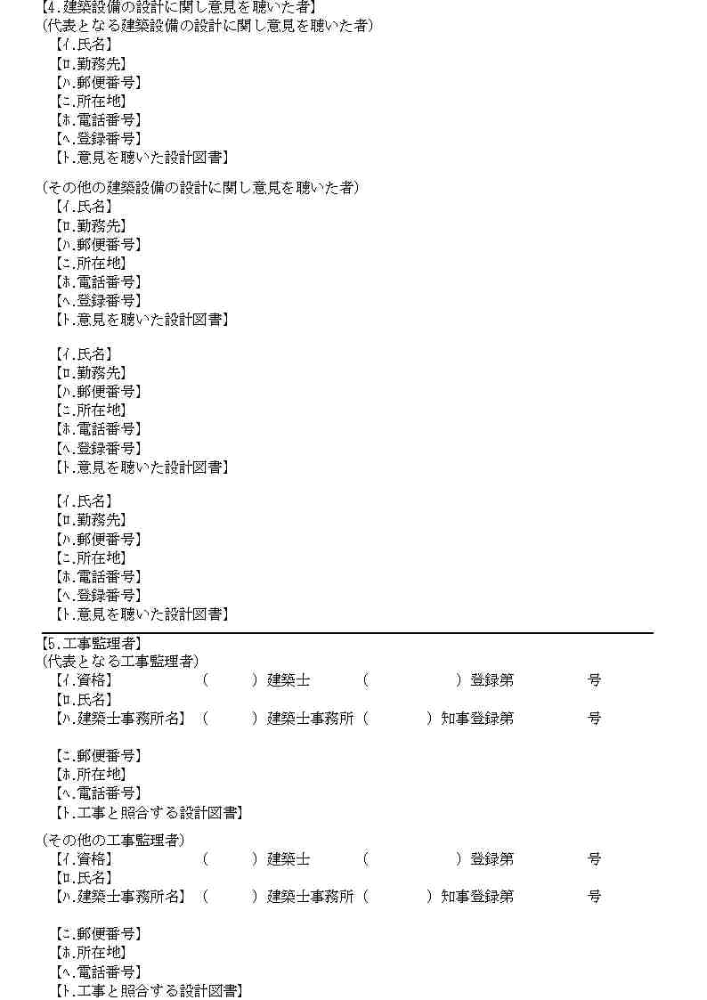 【4.建築設備の設計に関し意見を聴いた者】
(代表となる建築設備の設計に関し意見を聴いた者)
【ｲ.氏名】
【ﾛ.勤務先】
【ﾊ.郵便番号】
【ﾆ.所在地】
【ﾎ.電話番号】
【ﾍ.登録番号】
【ﾄ.意見を聴いた設計図書】
(その他の建築設備の設計に関し意見を聴いた者)
【ｲ.氏名】
【ﾛ.勤務先】
【ﾊ.郵便番号】
【ﾆ.所在地】
【ﾎ.電話番号】
【ﾍ.登録番号】
【ﾄ.意見を聴いた設計図書】
【ｲ.氏名】
【ﾛ.勤務先】
【ﾊ.郵便番号】
【ﾆ.所在地】
【ﾎ.電話番号】
【ﾍ.登録番号】
【ﾄ.意見を聴いた設計図書】
【ｲ.氏名】
【ﾛ.勤務先】
【ﾊ.郵便番号】
【ﾆ.所在地】
【ﾎ.電話番号】
【ﾍ.登録番号】
【ﾄ.意見を聴いた設計図書】
【5.工事監理者】
(代表となる工事監理者)
【ｲ.資格】 ( ) 建築士 ( ) 登録第 号
【ﾛ.氏名】
【ﾊ.建築士事務所名】 ( ) 建築士事務所 ( ) 知事登録第 号
【ﾆ.郵便番号】
【ﾎ.所在地】
【ﾍ.電話番号】
【ﾄ.工事と照合する設計図書】
(その他の工事監理者)
【ｲ.資格】 ( ) 建築士 ( ) 登録第 号
【ﾛ.氏名】
【ﾊ.建築士事務所名】 ( ) 建築士事務所 ( ) 知事登録第 号
【ﾆ.郵便番号】
【ﾎ.所在地】
【ﾍ.電話番号】
【ﾄ.工事と照合する設計図書】